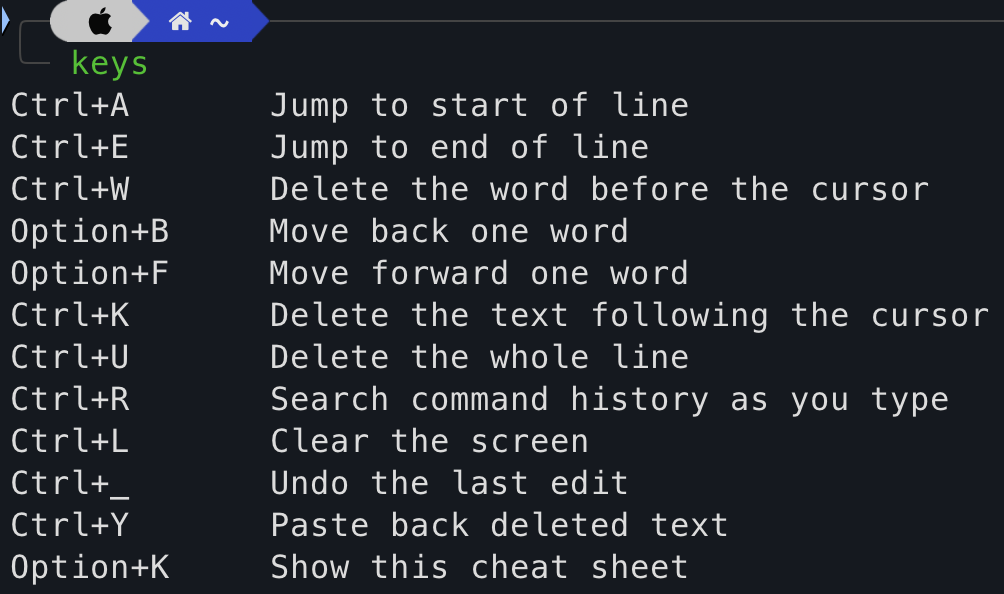 ~
keys
Ctrl+A Jump to start of line
Ctrl+E Jump to end of line
Ctrl+W Delete the word before the cursor
Option+B Move back one word
Option+F Move forward one word
Ctrl+K Delete the text following the cursor
Ctrl+U Delete the whole line
Ctrl+R Search command history as you type
Ctrl+L Clear the screen
Ctrl+_ Undo the last edit
Ctrl+Y Paste back deleted text
Option+K Show this cheat sheet